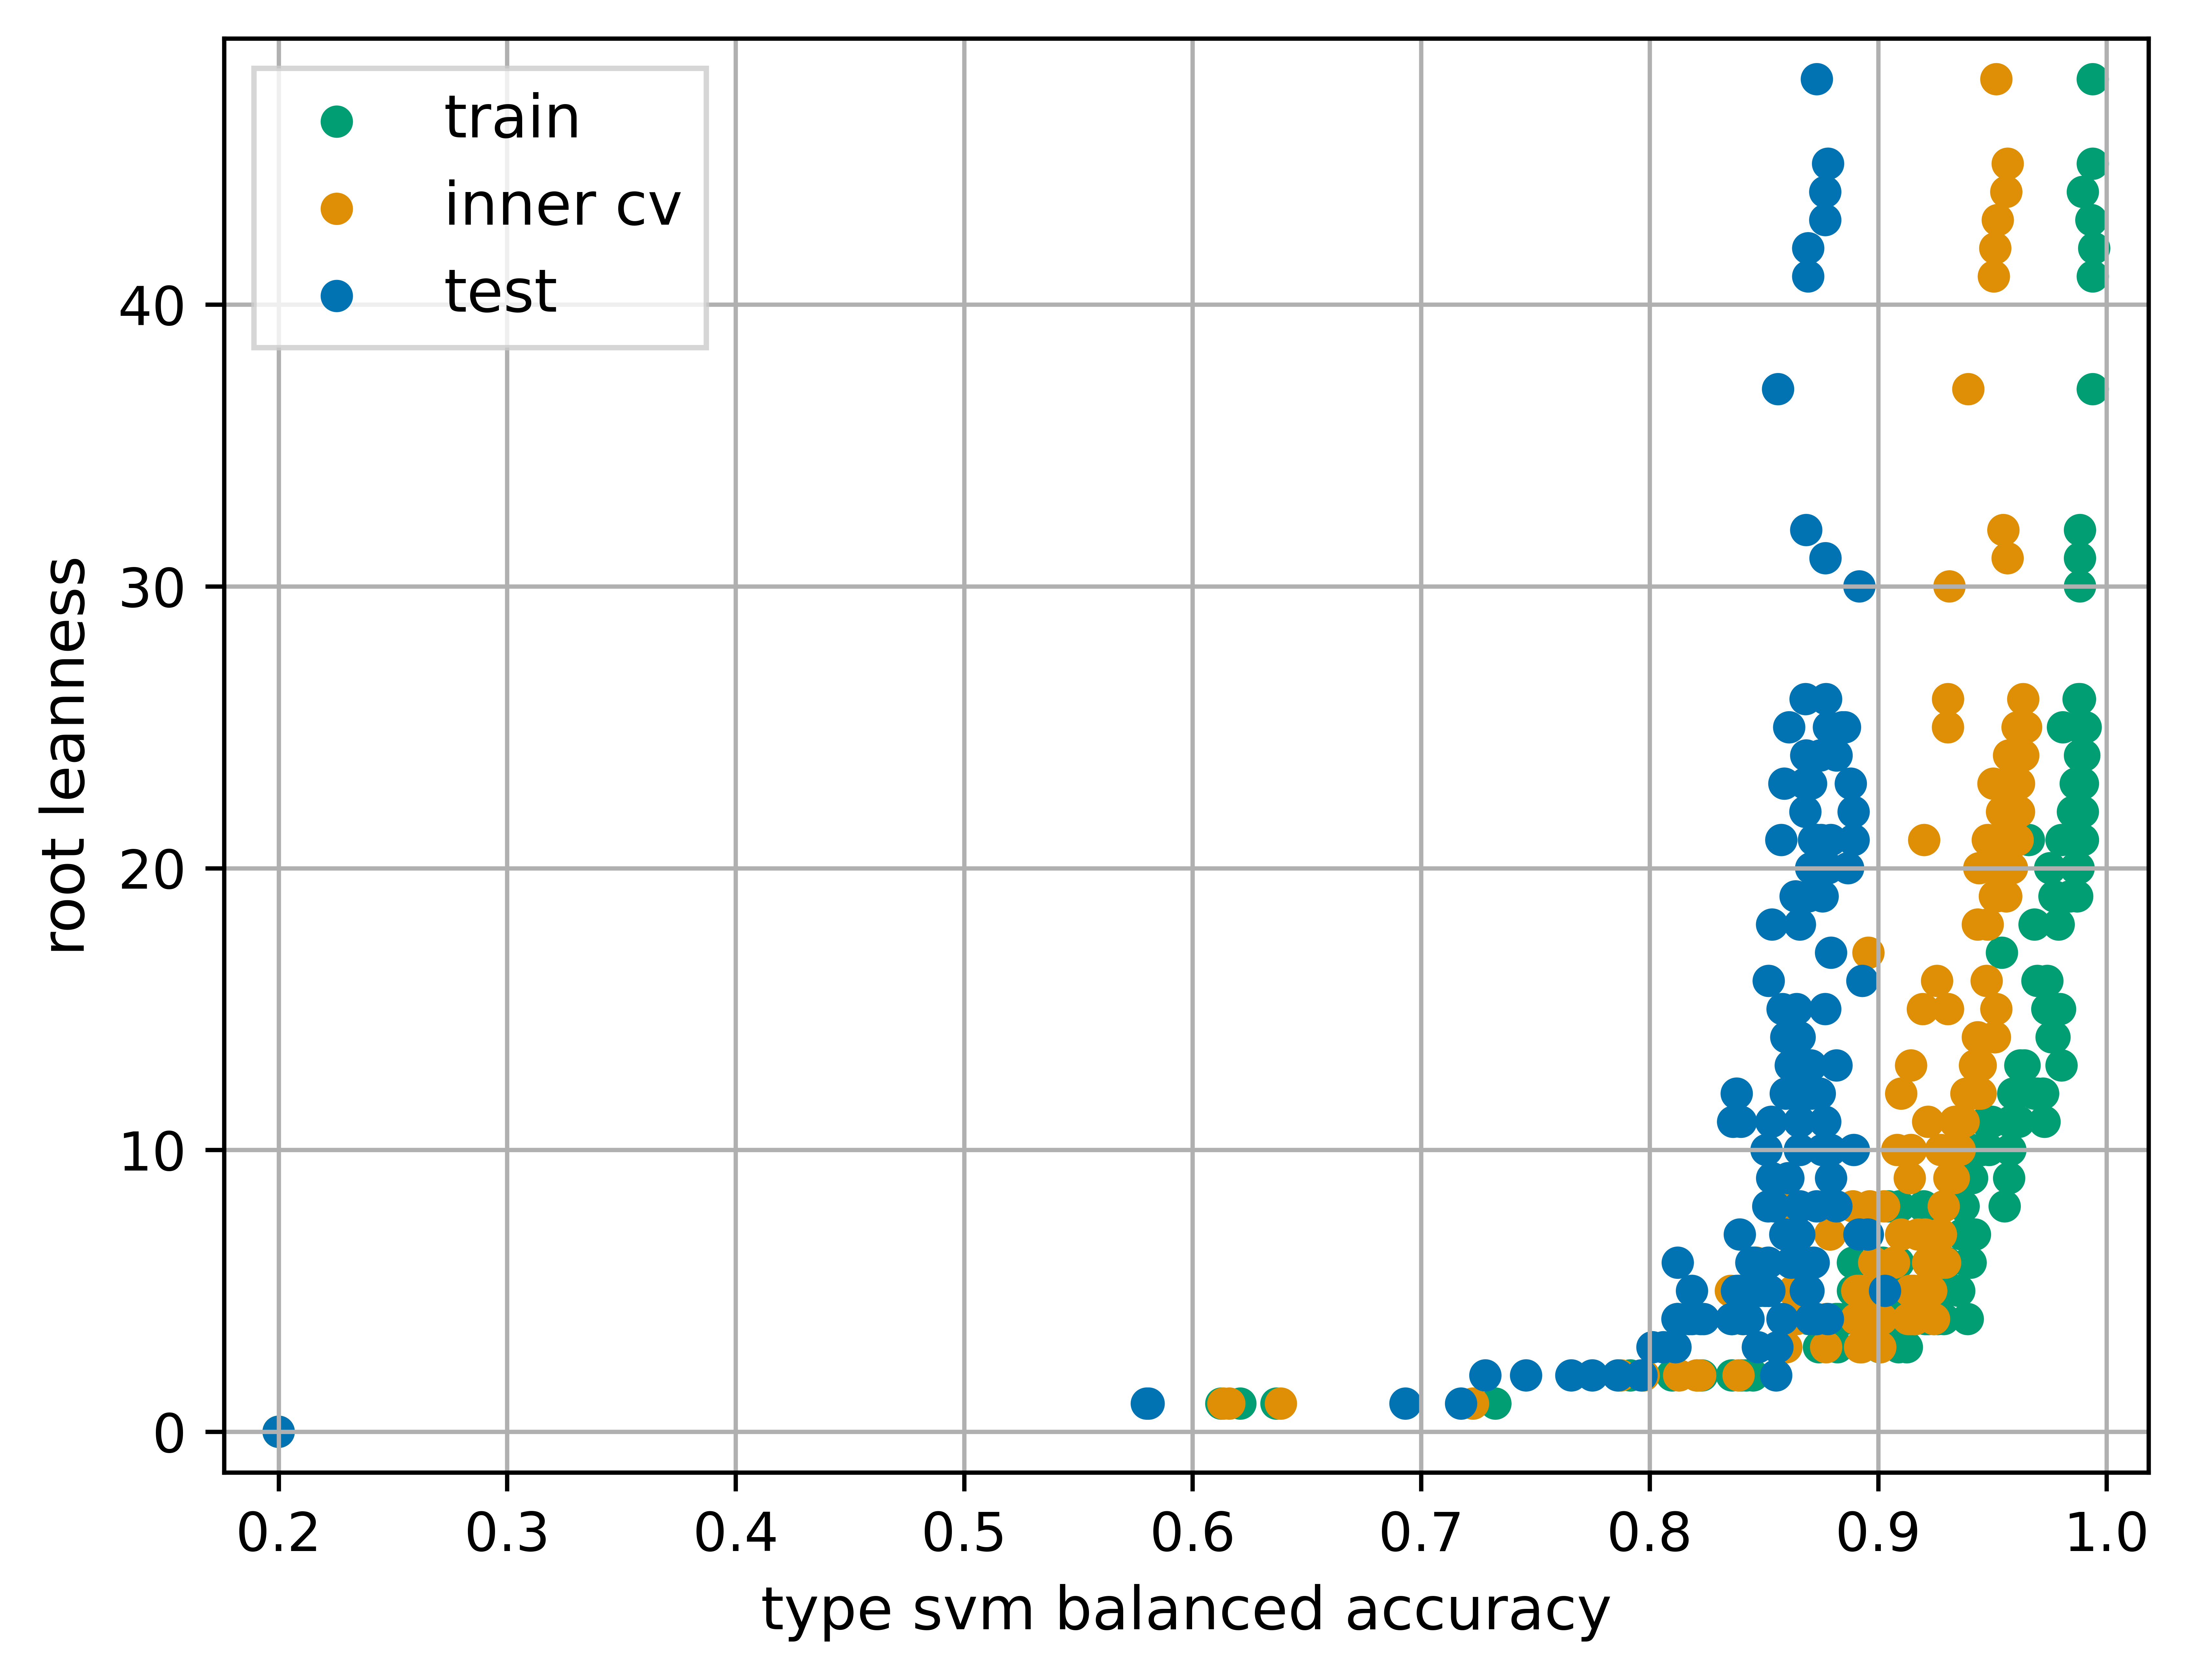 train
inner cv
test
40
30
20
10
0
root leanness
0.2 0.3 0.4 0.5 0.6 0.7 0.8 0.9 1.0
type svm balanced accuracy